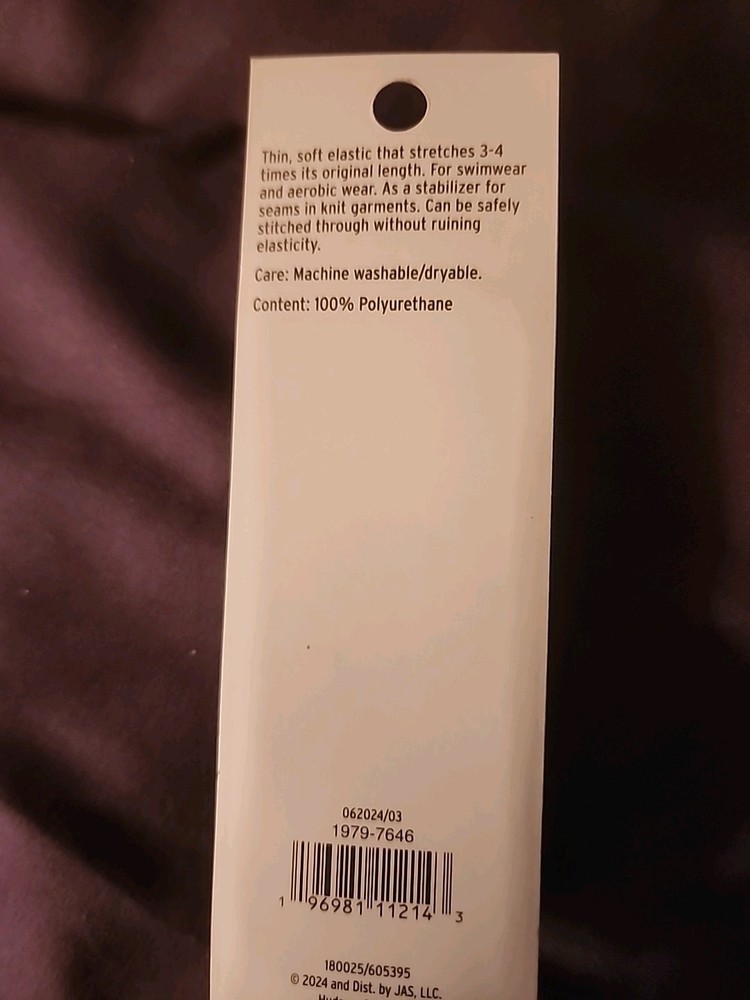 Thin, soft elastic that stretches 3-4
times its original length. For swimwear
and aerobic wear. As a stabilizer for
seams in knit garments. Can be safely
stitched through without ruining
elasticity.
Care: Machine washable/dryable.
Content: 100% Polyurethane
062024/03
1979-7646
1 96981 11214 3
180025/605395
© 2024 and Dist. by JAS, LLC.